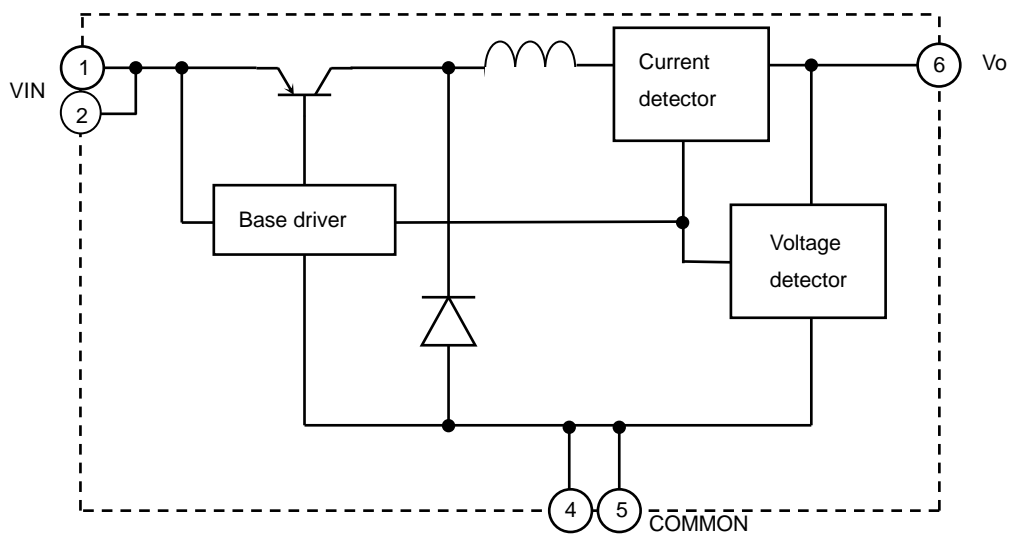 1
VIN
2
Current
detector
6
Vo
Base driver
Voltage
detector
4
5
COMMON